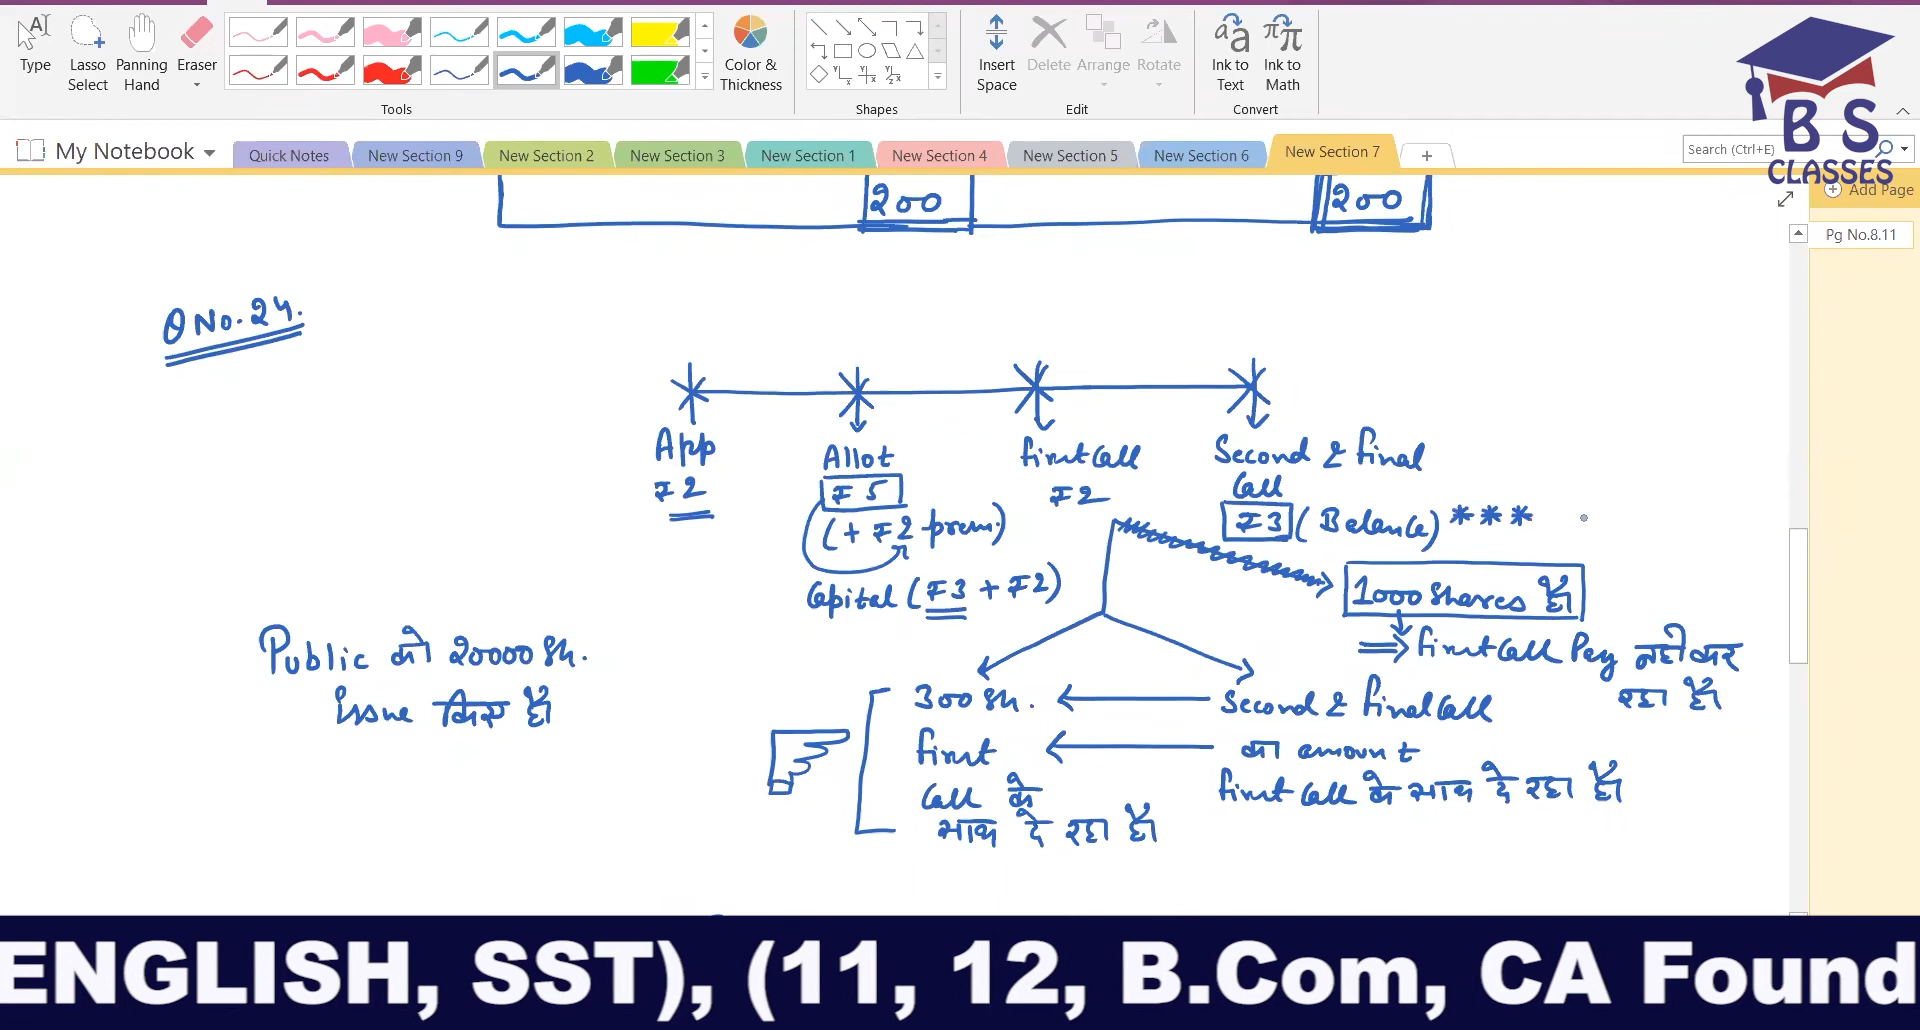 Type
Lasso Select
Panning Hand
Eraser
Color & Thickness
Insert Space
Delete
Arrange
Rotate
Ink to Text
Ink to Math
Tools
Shapes
Edit
Convert
B S
CLASSES
My Notebook
Quick Notes
New Section 9
New Section 2
New Section 3
New Section 1
New Section 4
New Section 5
New Section 6
New Section 7
Search (Ctrl+E)
Add Page
Pg No.8.11
200
200
Q No. 24.
App
₹2
Allot
₹5
(+ ₹2 prem.)
Capital (₹3 + ₹2)
First Call
₹2
Second & Final
Call
₹3 (Balance) ***
1000 Shares है
⇒ First Call Pay नही कर
रहा है
Public को 20000 Sh.
Issue किए है
300 Sh.
First
Call के
साथ दे रहा है
Second & Final Call
का amount
First Call के साथ दे रहा है
ENGLISH, SST), (11, 12, B.Com, CA Found